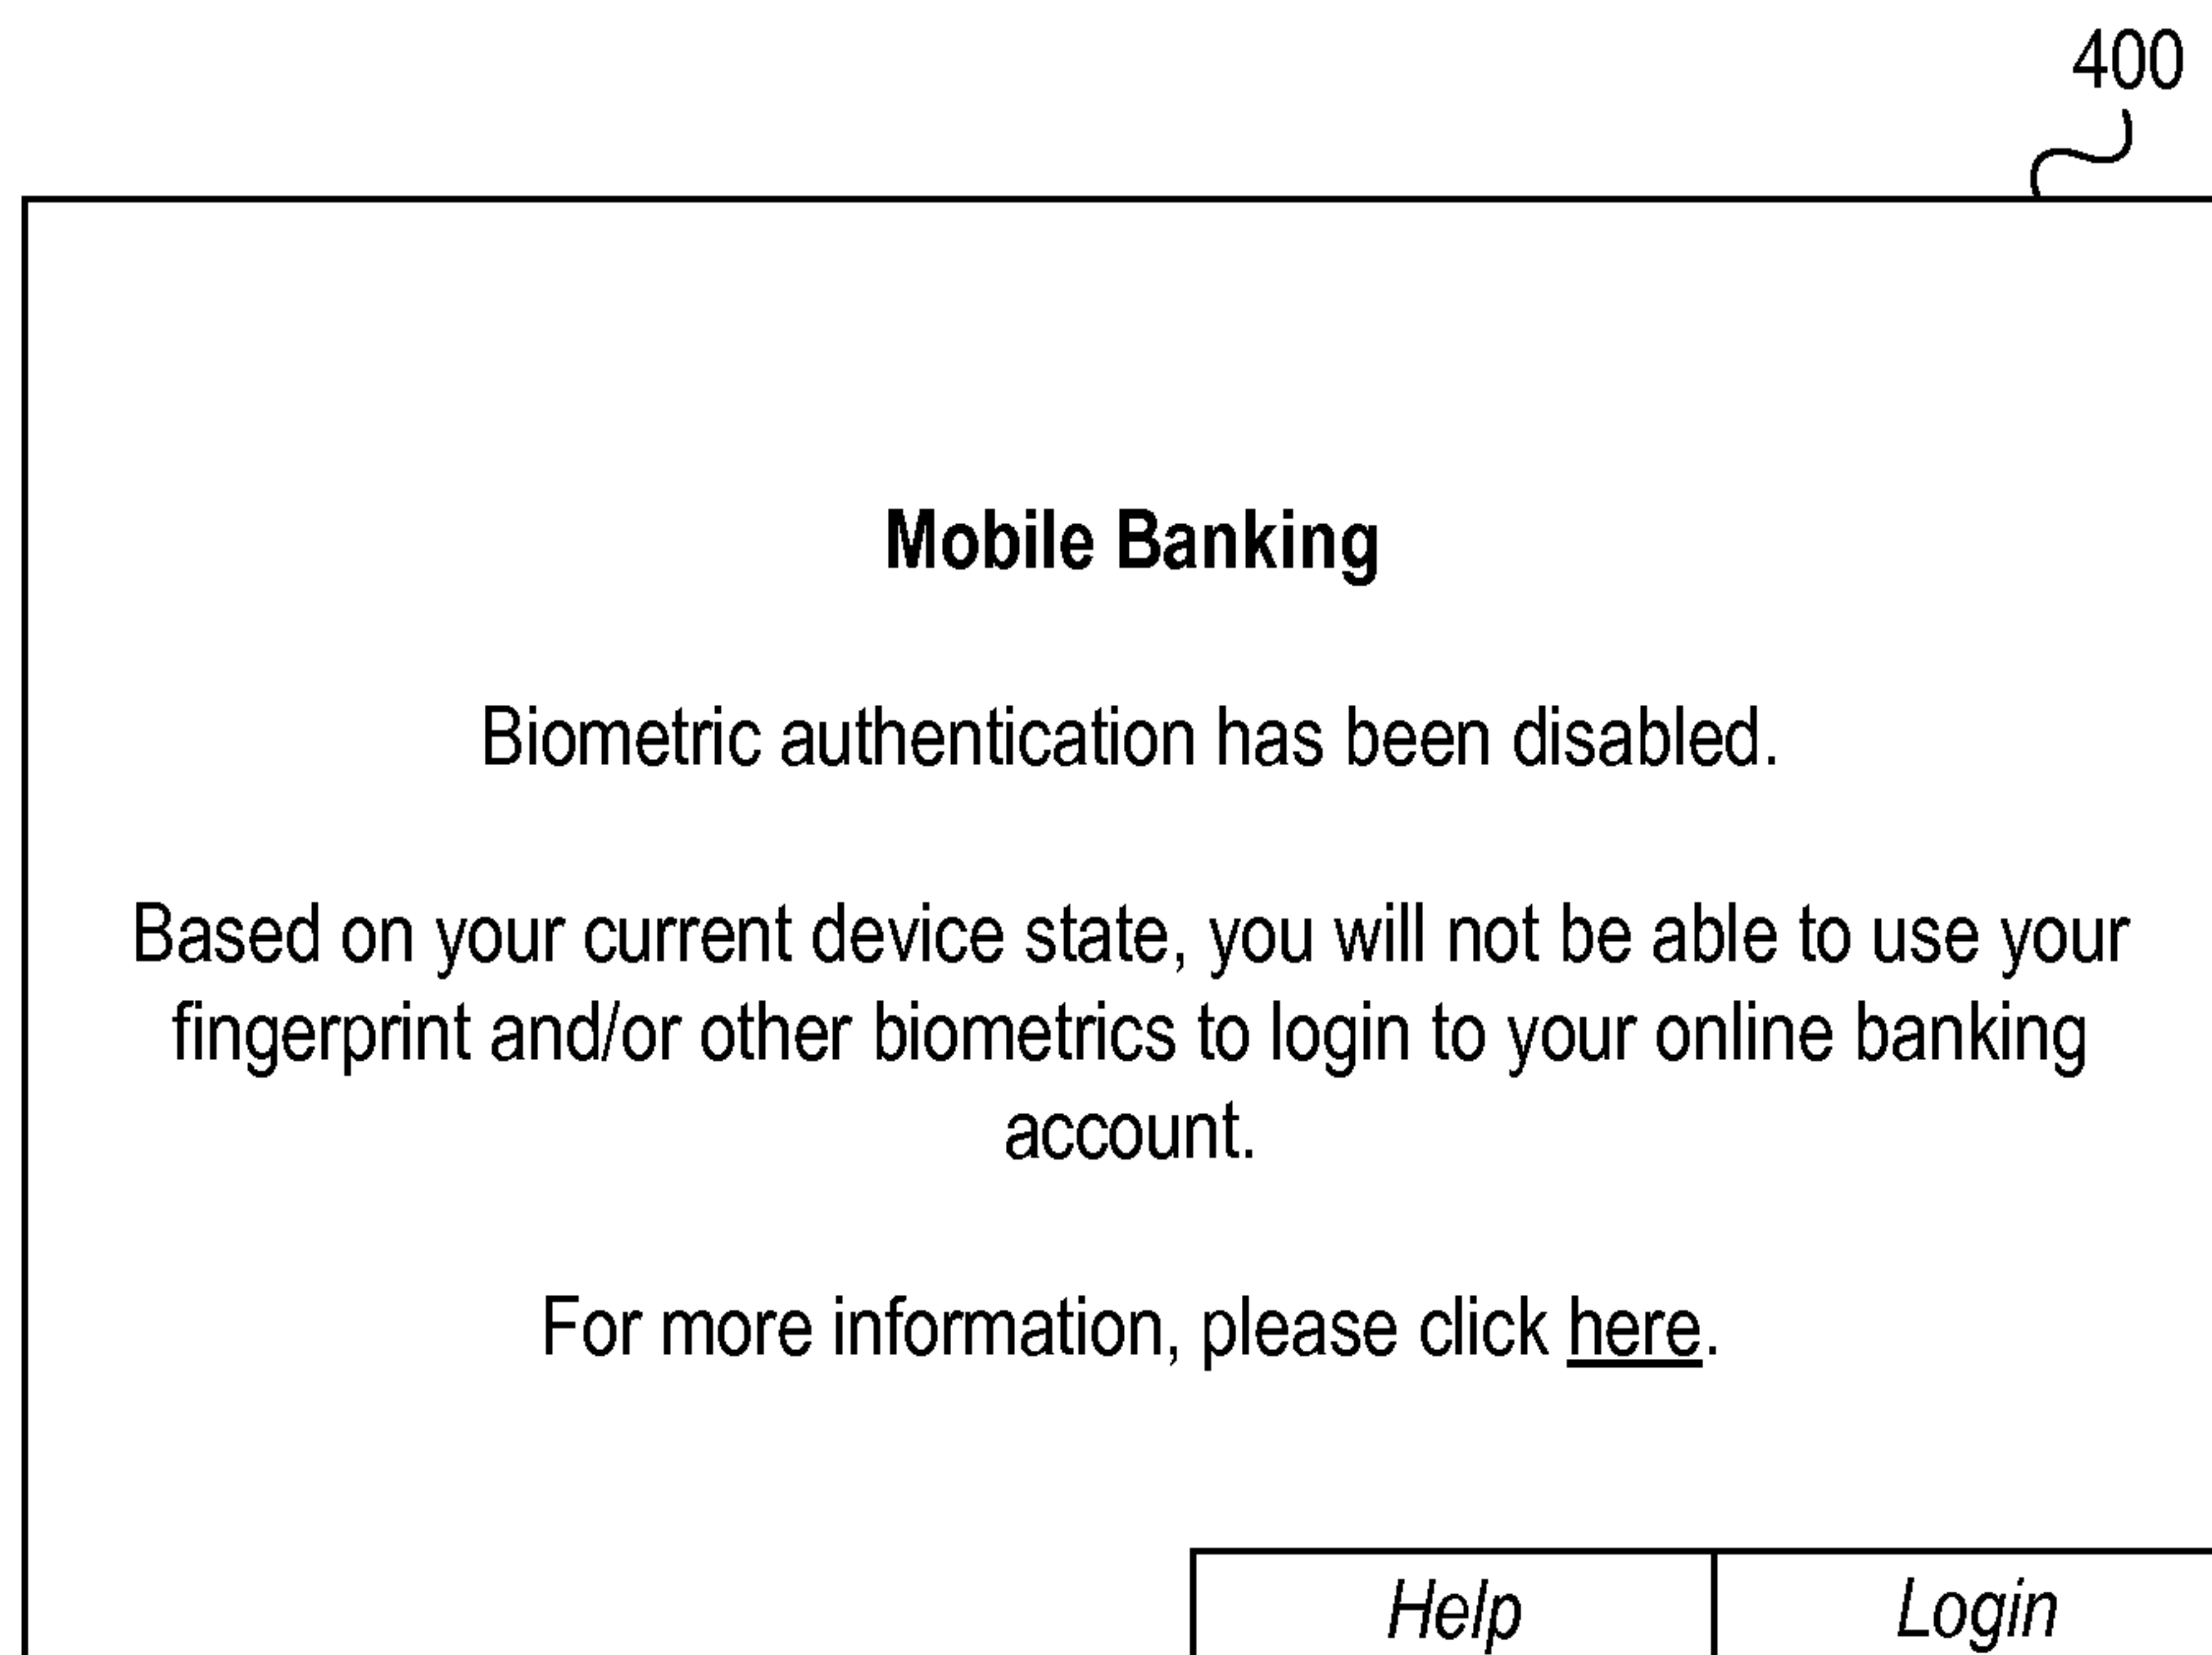 400
Mobile Banking
Biometric authentication has been disabled.
Based on your current device state, you will not be able to use your
fingerprint and/or other biometrics to login to your online banking
account.
For more information, please click here.
Help
Login